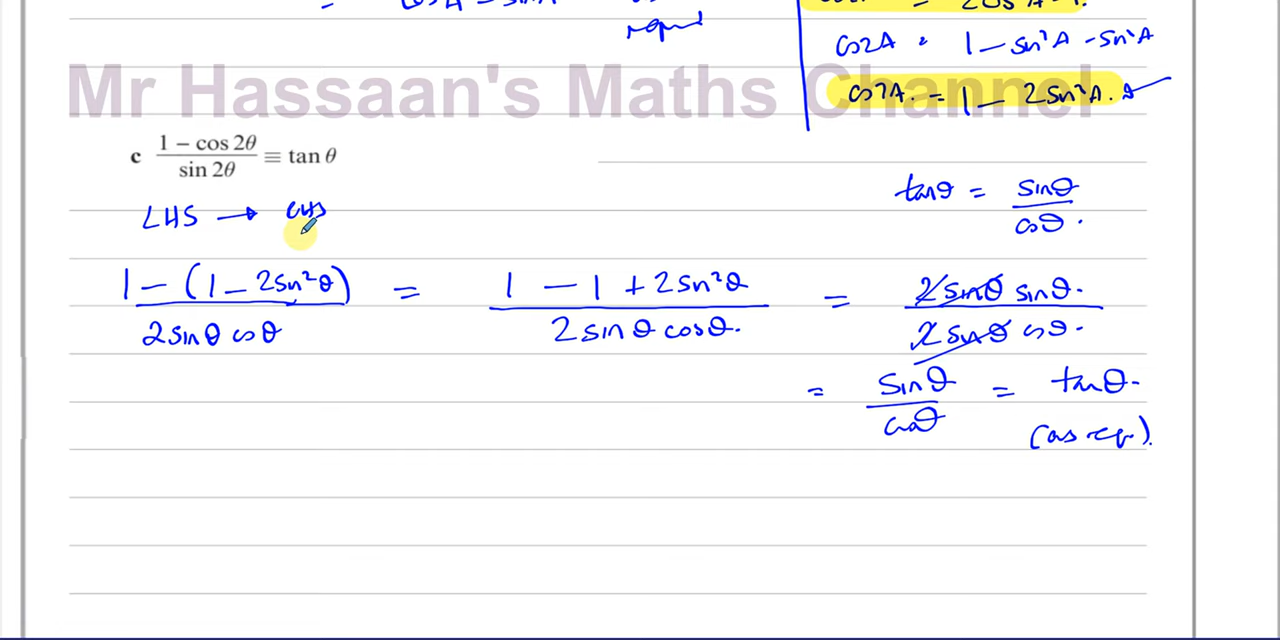 cos2A = 1 - sin²A - sin²A
Mr Hassaan's Maths Channel
cos2A = 1 - 2sin²A.
c (1 - cos 2θ)/(sin 2θ) ≡ tan θ
tanθ = sinθ/cosθ.
LHS →
(1 - (1 - 2sin²θ))/(2sinθ cosθ) = (1 - 1 + 2sin²θ)/(2sinθ cosθ.) = (2sinθ sinθ.)/(2sinθ cosθ.)
= sinθ/cosθ = tanθ.
(as req).